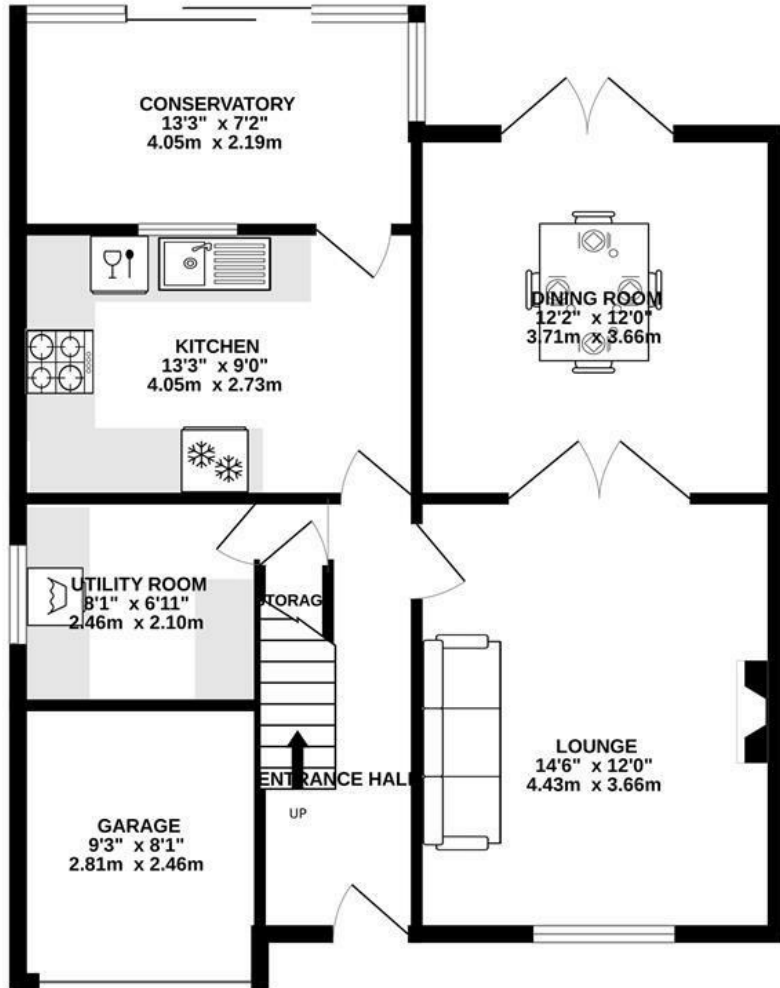 CONSERVATORY
13'3" x 7'2"
4.05m x 2.19m
DINING ROOM
12'2" x 12'0"
3.71m x 3.66m
KITCHEN
13'3" x 9'0"
4.05m x 2.73m
UTILITY ROOM
8'1" x 6'11"
2.46m x 2.10m
STORAGE
LOUNGE
14'6" x 12'0"
4.43m x 3.66m
ENTRANCE HALL
UP
GARAGE
9'3" x 8'1"
2.81m x 2.46m